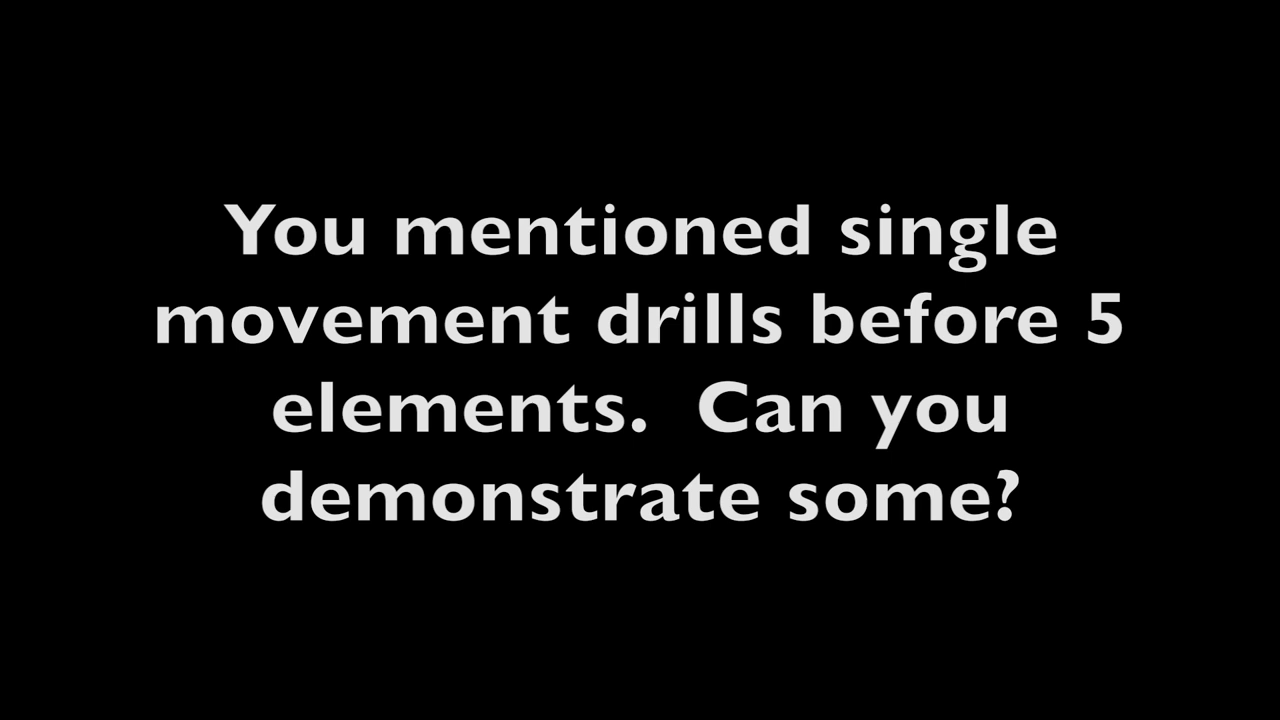 You mentioned single
movement drills before 5
elements.  Can you
demonstrate some?